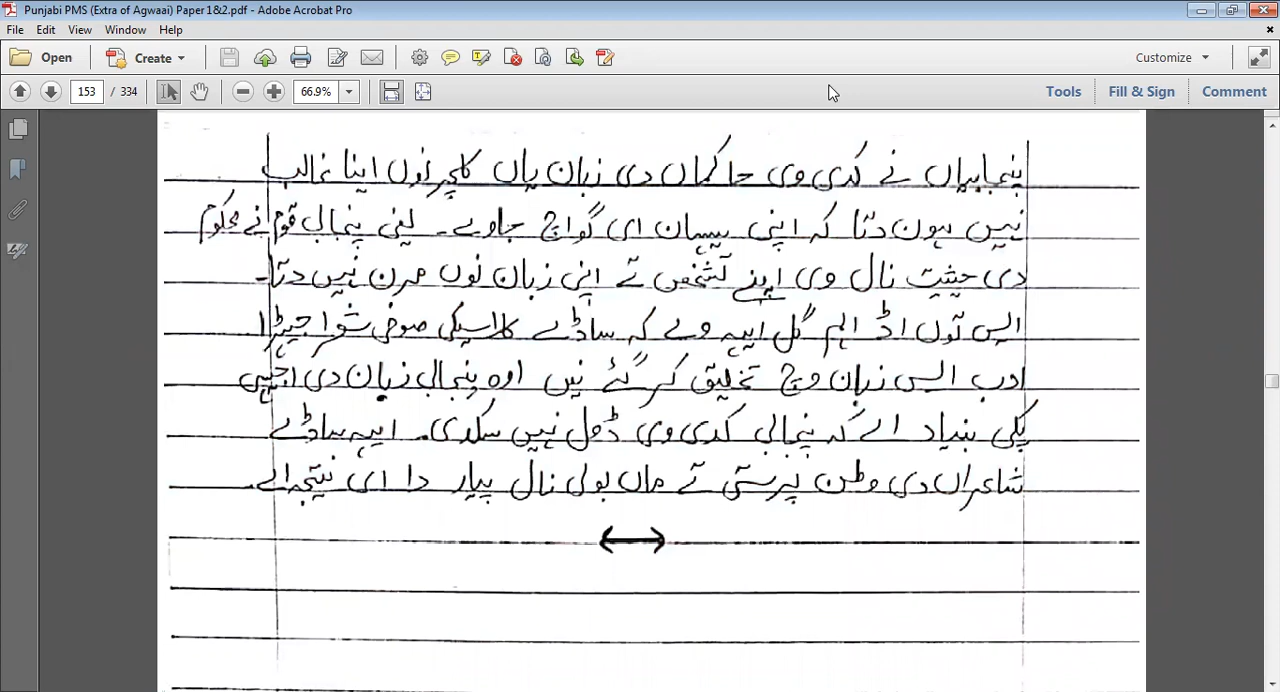 Punjabi PMS (Extra of Agwaai) Paper 1&2.pdf - Adobe Acrobat Pro
File Edit View Window Help
Open Create Customize
153 / 334 66.9% Tools Fill & Sign Comment
پنجابیاں نے کدی وی حاکماں دی زبان یاں کلچر نوں اپنا غالب
نہیں ہون دتا کہ اپنی پہچان ای گواچ جاوے۔ یعنی پنجابی قوم نے محکوم
دی حیثیت نال وی اپنے تشخص تے اپنی زبان نوں مرن نہیں دتا۔
ایس توں اڈ اہم گل ایہہ وے کہ ساڈے کلاسیکی صوفی شعرا جیہڑا
ادب ایس زبان وچ تخلیق کر گئے نیں اوہ پنجابی زبان دی اجیہی
پکی بنیاد اے کہ پنجابی کدی وی ڈول نہیں سکدی۔ ایہہ ساڈے
شاعراں دی وطن پرستی تے ماں بولی نال پیار دا ای نتیجہ اے۔